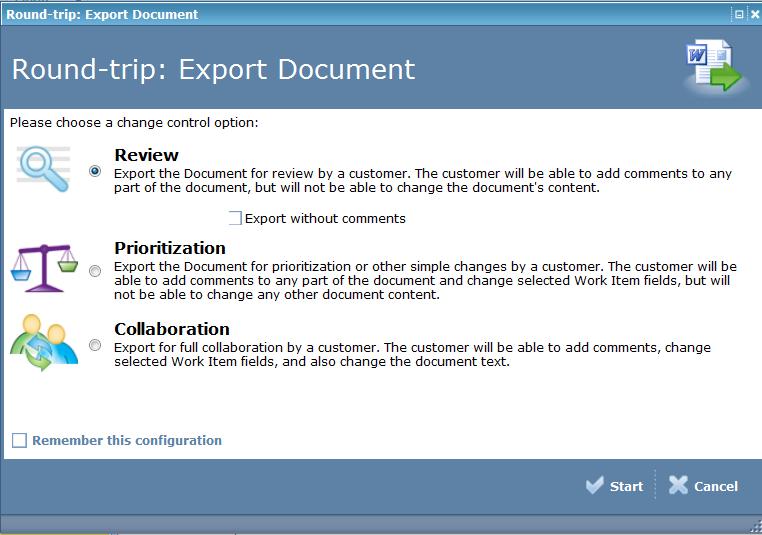 Round-trip: Export Document
Round-trip: Export Document
W
Please choose a change control option:
Review
Export the Document for review by a customer. The customer will be able to add comments to any
part of the document, but will not be able to change the document's content.
Export without comments
Prioritization
Export the Document for prioritization or other simple changes by a customer. The customer will be
able to add comments to any part of the document and change selected Work Item fields, but will
not be able to change any other document content.
Collaboration
Export for full collaboration by a customer. The customer will be able to add comments, change
selected Work Item fields, and also change the document text.
Remember this configuration
Start
Cancel